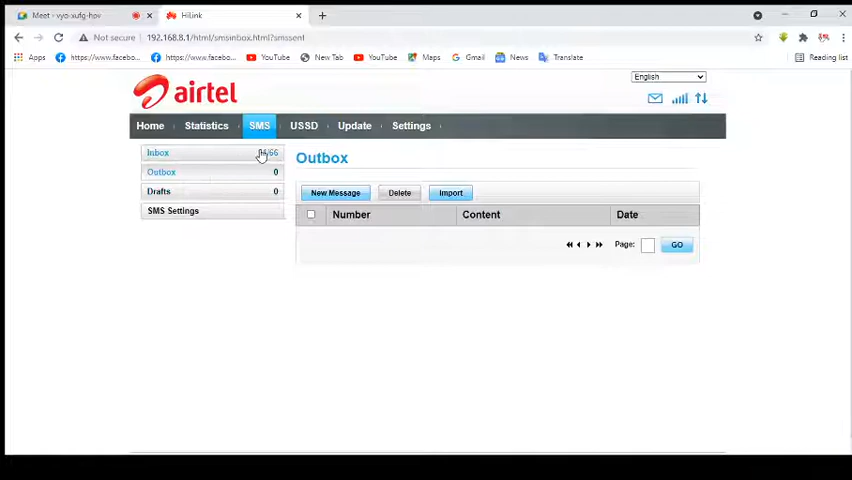 Meet - vyo-xufg-hpv
HiLink
Not secure 192.168.8.1/html/smsinbox.html?smssent
Apps https://www.facebo... https://www.facebo... YouTube New Tab YouTube Maps Gmail News Translate Reading list
airtel
English
Home Statistics SMS USSD Update Settings
Inbox /66
Outbox 0
Drafts 0
SMS Settings
Outbox
New Message Delete Import
Number Content Date
Page: GO